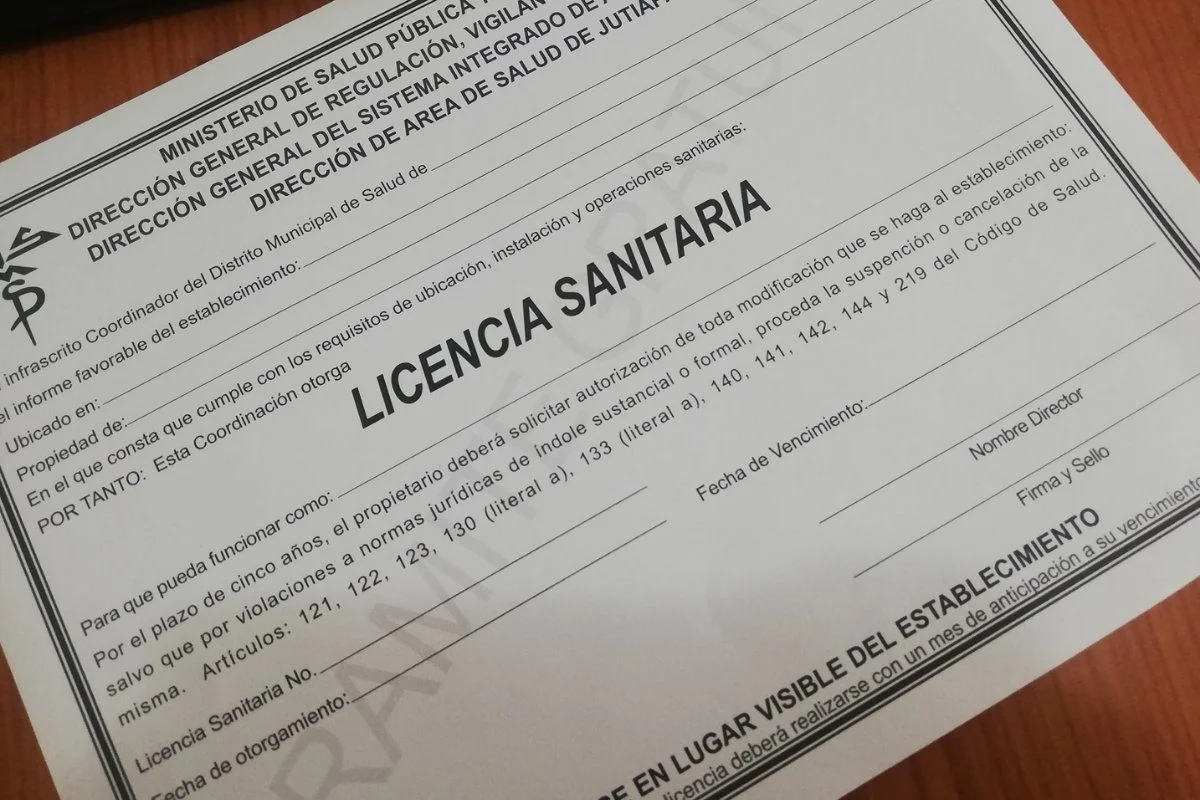 MINISTERIO DE SALUD PÚBLICA
DIRECCIÓN GENERAL DE REGULACIÓN,
DIRECCIÓN GENERAL DEL SISTEMA INTEGRADO DE
DIRECCIÓN DE AREA DE SALUD DE
infrascrito Coordinador del Distrito Municipal de Salud de
informe favorable del establecimiento:
Ubicado en:
Propiedad de:
En el que consta que cumple con los requisitos de ubicación, instalación y operaciones sanitarias:
POR TANTO: Esta Coordinación otorga
LICENCIA SANITARIA
Para que pueda funcionar como:
Por el plazo de cinco años, el propietario deberá solicitar autorización de toda modificación que se haga al establecimiento:
salvo que por violaciones a normas jurídicas de índole sustancial o formal, proceda la suspención o cancelación de la
misma. Artículos: 121, 122, 123, 130 (literal a), 133 (literal a), 140, 141, 142, 144 y 219 del Código de Salud.
Licencia Sanitaria No.
Fecha de Vencimiento:
Fecha de otorgamiento:
Nombre Director
Firma y Sello
EN LUGAR VISIBLE DEL ESTABLECIMIENTO
licencia deberá realizarse con un mes de anticipación a su vencimiento